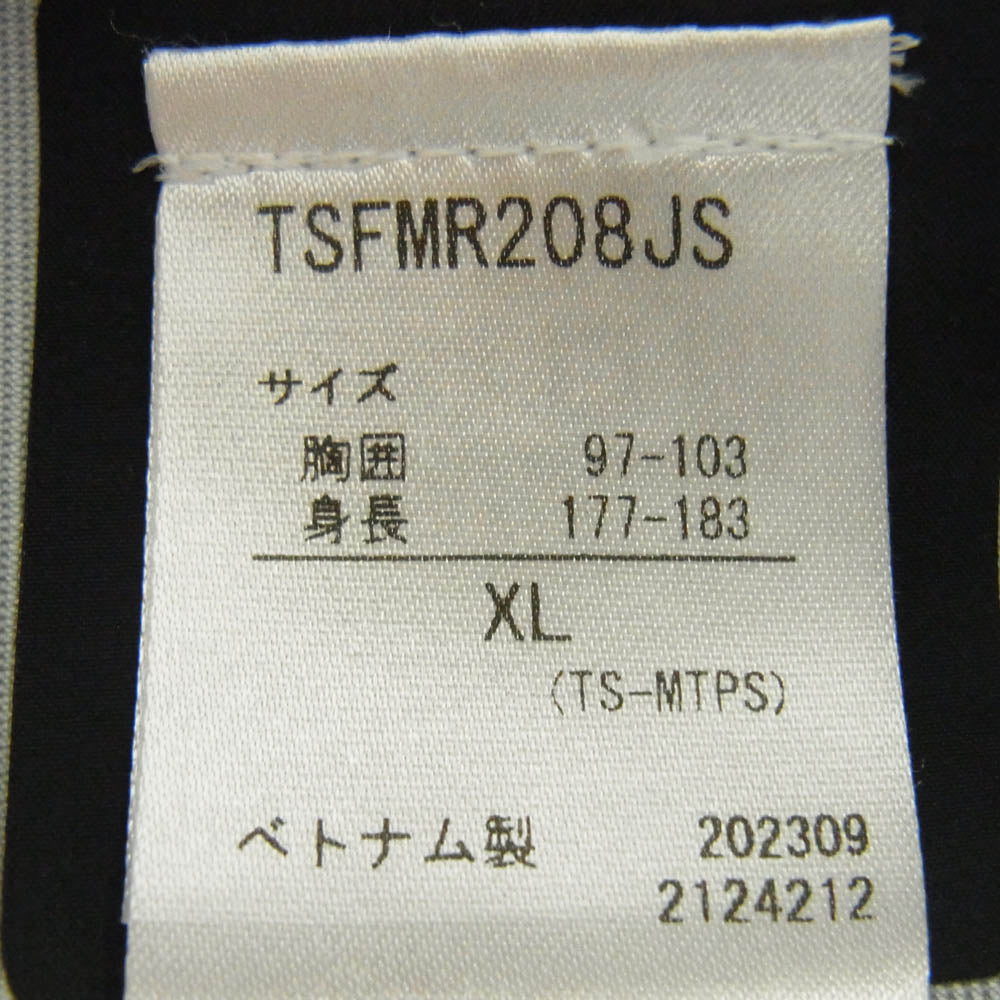 TSFMR208JS
サイズ
胸囲 97-103
身長 177-183
XL
(TS-MTPS)
ベトナム製 202309
2124212